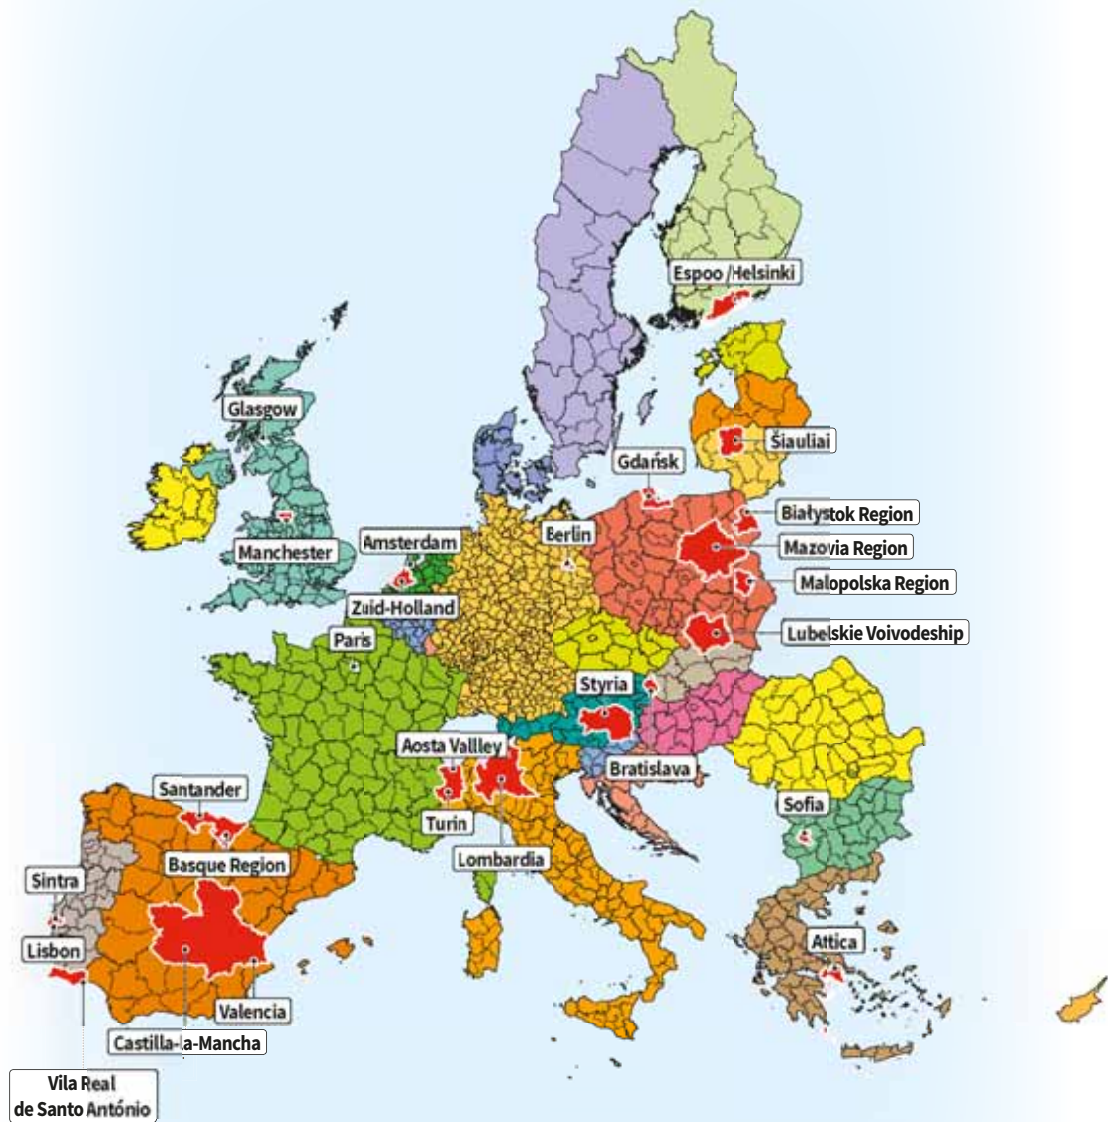 Espoo /Helsinki
Glasgow
Šiauliai
Gdańsk
Białystok Region
Berlin
Amsterdam
Manchester
Mazovia Region
Małopolska Region
Zuid-Holland
Lubelskie Voivodeship
Paris
Styria
Aosta Vallley
Bratislava
Santander
Sofia
Turin
Lombardia
Basque Region
Sintra
Attica
Lisbon
Valencia
Castilla-la-Mancha
Vila Real
de Santo António